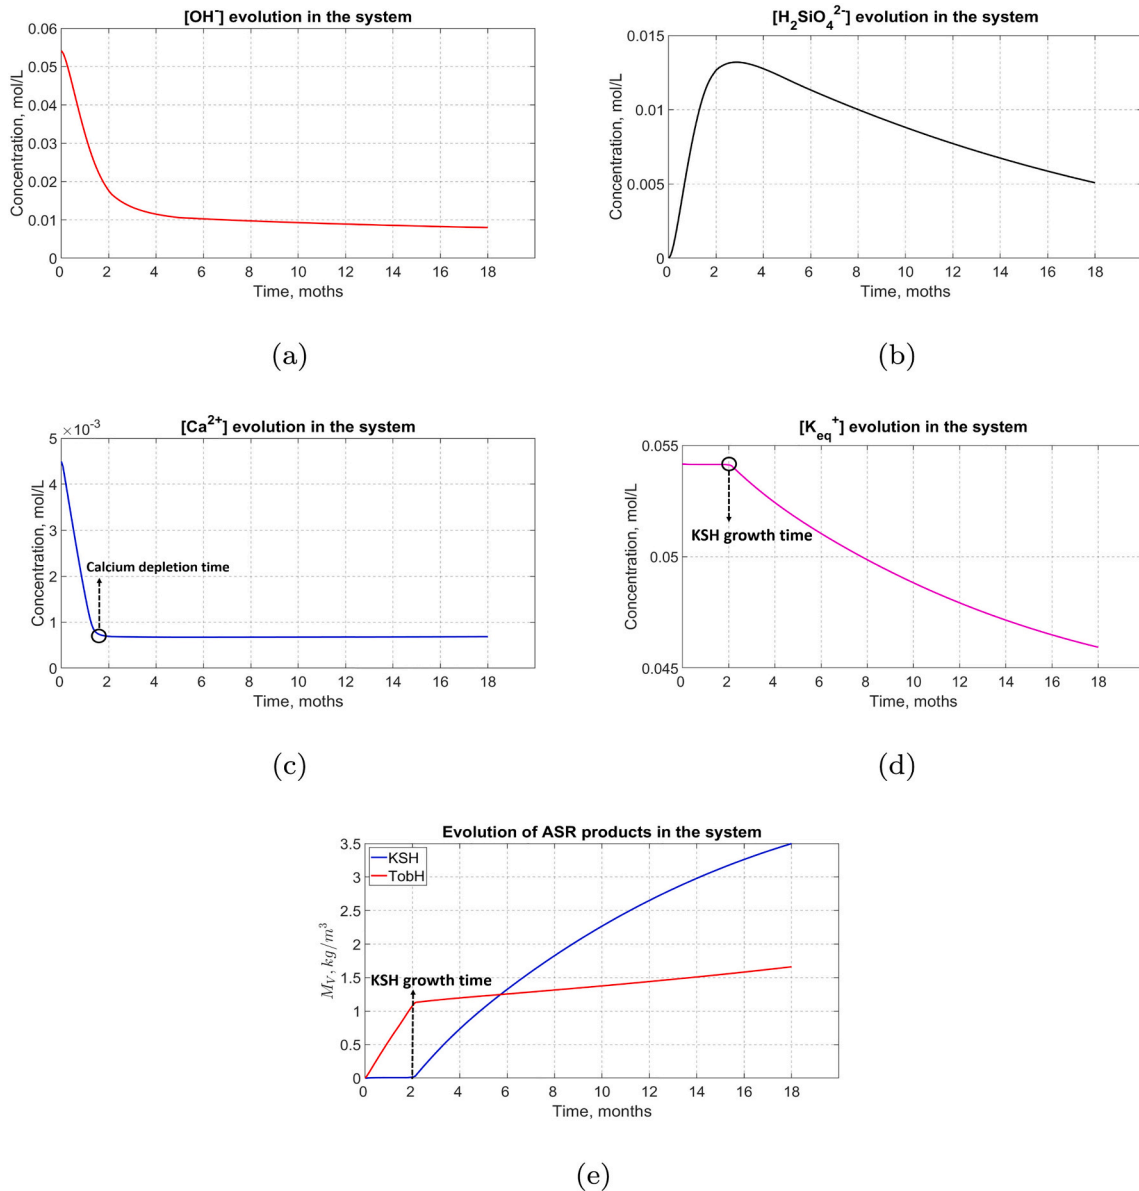 [OH⁻] evolution in the system
Concentration, mol/L
0.06
0.05
0.04
0.03
0.02
0.01
0
0 2 4 6 8 10 12 14 16 18
Time, moths
(a)
[H₂SiO₄²⁻] evolution in the system
Concentration, mol/L
0.015
0.01
0.005
0
0 2 4 6 8 10 12 14 16 18
Time, moths
(b)
[Ca²⁺] evolution in the system
×10⁻³
Concentration, mol/L
5
4
3
2
1
0
Calcium depletion time
0 2 4 6 8 10 12 14 16 18
Time, moths
(c)
[K_eq⁺] evolution in the system
Concentration, mol/L
0.055
0.05
0.045
KSH growth time
0 2 4 6 8 10 12 14 16 18
Time, moths
(d)
Evolution of ASR products in the system
M_V, kg/m³
3.5
3
2.5
2
1.5
1
0.5
0
KSH
TobH
KSH growth time
0 2 4 6 8 10 12 14 16 18
Time, months
(e)